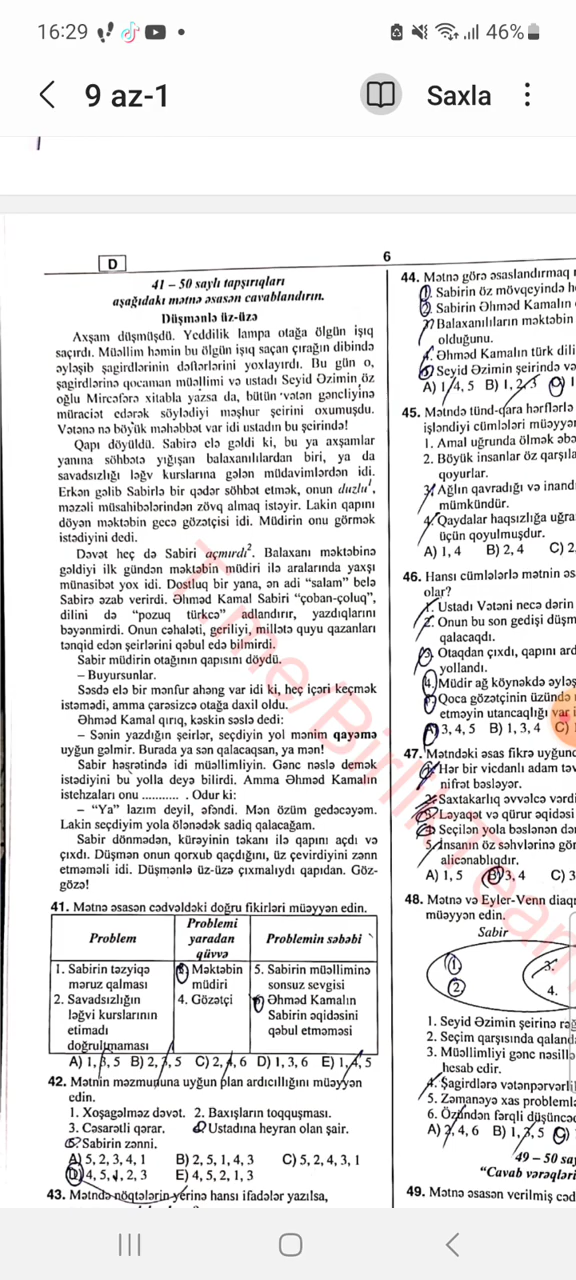 16:29
46%
9 az-1
Saxla
D
6
41 – 50 saylı tapşırıqları
aşağıdakı mətnə əsasən cavablandırın.
Düşmənlə üz-üzə
Axşam düşmüşdü. Yeddilik lampa otağa ölgün işıq
saçırdı. Müəllim həmin bu ölgün işıq saçan çırağın dibində
əyləşib şagirdlərinin dəftərlərini yoxlayırdı. Bu gün o,
şagirdlərinə qocaman müəllimi və ustadı Seyid Əzimin öz
oğlu Mircəfərə xitabla yazsa da, bütün vətən gəncliyinə
müraciət edərək söylədiyi məşhur şeirini oxumuşdu.
Vətənə nə böyük məhəbbət var idi ustadın bu şeirində!
Qapı döyüldü. Sabirə elə gəldi ki, bu ya axşamlar
yanına söhbətə yığışan balaxanılılardan biri, ya da
savadsızlığı ləğv kurslarına gələn müdavimlərdən idi.
Erkən gəlib Sabirlə bir qədər söhbət etmək, onun duzlu¹,
məzəli müsahibələrindən zövq almaq istəyir. Lakin qapını
döyən məktəbin gecə gözətçisi idi. Müdirin onu görmək
istədiyini dedi.
Dəvət heç də Sabiri açmırdı². Balaxanı məktəbinə
gəldiyi ilk gündən məktəbin müdiri ilə aralarında yaxşı
münasibət yox idi. Dostluq bir yana, ən adi “salam” belə
Sabirə əzab verirdi. Əhməd Kamal Sabiri “çoban-çoluq”,
dilini də “pozuq türkcə” adlandırır, yazdıqlarını
bəyənmirdi. Onun cəhaləti, geriliyi, millətə quyu qazanları
tənqid edən şeirlərini qəbul edə bilmirdi.
Sabir müdirin otağının qapısını döydü.
– Buyursunlar.
Səsdə elə bir mənfur ahəng var idi ki, heç içəri keçmək
istəmədi, amma çarəsizcə otağa daxil oldu.
Əhməd Kamal qırıq, kəskin səslə dedi:
– Sənin yazdığın şeirlər, seçdiyin yol mənim qayəmə
uyğun gəlmir. Burada ya sən qalacaqsan, ya mən!
Sabir həsrətində idi müəllimliyin. Gənc nəslə demək
istədiyini bu yolla deyə bilirdi. Amma Əhməd Kamalın
istehzaları onu ........... . Odur ki:
– “Ya” lazım deyil, əfəndi. Mən özüm gedəcəyəm.
Lakin seçdiyim yola ölənədək sadiq qalacağam.
Sabir dönmədən, kürəyinin təkanı ilə qapını açdı və
çıxdı. Düşmən onun qorxub qaçdığını, üz çevirdiyini zənn
etməməli idi. Düşmənlə üz-üzə çıxmalıydı qapıdan. Göz-
gözə!
41. Mətnə əsasən cədvəldəki doğru fikirləri müəyyən edin.
Problem
Problemi
yaradan
qüvvə
Problemin səbəbi
1. Sabirin təzyiqə
məruz qalması
2. Savadsızlığın
ləğvi kurslarının
etimadı
doğrulmaması
3. Məktəbin
müdiri
4. Gözətçi
5. Sabirin müəlliminə
sonsuz sevgisi
6. Əhməd Kamalın
Sabirin əqidəsini
qəbul etməməsi
A) 1, 3, 5 B) 2, 3, 5 C) 2, 4, 6 D) 1, 3, 6 E) 1, 4, 5
42. Mətnin məzmununa uyğun plan ardıcıllığını müəyyən
edin.
1. Xoşagəlməz dəvət. 2. Baxışların toqquşması.
3. Cəsarətli qərar. 4. Ustadına heyran olan şair.
5. Sabirin zənni.
A) 5, 2, 3, 4, 1 B) 2, 5, 1, 4, 3 C) 5, 2, 4, 3, 1
D) 4, 5, 1, 2, 3 E) 4, 5, 2, 1, 3
43. Mətndə nöqtələrin yerinə hansı ifadələr yazılsa,
44. Mətnə görə əsaslandırmaq
1. Sabirin öz mövqeyində
2. Sabirin Əhməd Kamalın
3. Balaxanılıların məktəbin
olduğunu.
4. Əhməd Kamalın türk dili
5. Seyid Əzimin şeirində
A) 1, 4, 5 B) 1, 2, 3 C) 1
45. Mətndə tünd-qara hərflərlə
işləndiyi cümlələri
1. Amal uğrunda ölmək
2. Böyük insanlar öz
qoyurlar.
3. Ağlın qavradığı və
mümkündür.
4. Qaydalar haqsızlığa
üçün qoyulmuşdur.
A) 1, 4 B) 2, 4 C) 2
46. Hansı cümlələrlə mətnin
olar?
1. Ustadı Vətəni necə dərin
2. Onun bu son gedişi
qalacaqdı.
3. Otaqdan çıxdı, qapını
yollandı.
4. Müdir ağ köynəkdə
5. Qoca gözətçinin üzündə
etməyin utancaqlığı var
A) 3, 4, 5 B) 1, 3, 4 C)
47. Mətndəki əsas fikrə
1. Hər bir vicdanlı adam
nifrət bəsləyər.
2. Saxtakarlıq əvvəlcə
3. Ləyaqət və qürur əqidəsi
4. Seçilən yola bəslənən
5. İnsanın öz səhvlərinə
alicənablıqdır.
A) 1, 5 B) 3, 4 C) 3
48. Mətnə və Eyler-Venn
müəyyən edin.
Sabir
1.
2.
3.
4.
1. Seyid Əzimin şeirinə
2. Seçim qarşısında
3. Müəllimliyi gənc
hesab edir.
4. Şagirdlərə
5. Zəmanəyə xas
6. Özündən fərqli
A) 2, 4, 6 B) 1, 3, 5 C)
49 – 50
“Cavab
49. Mətnə əsasən verilmiş